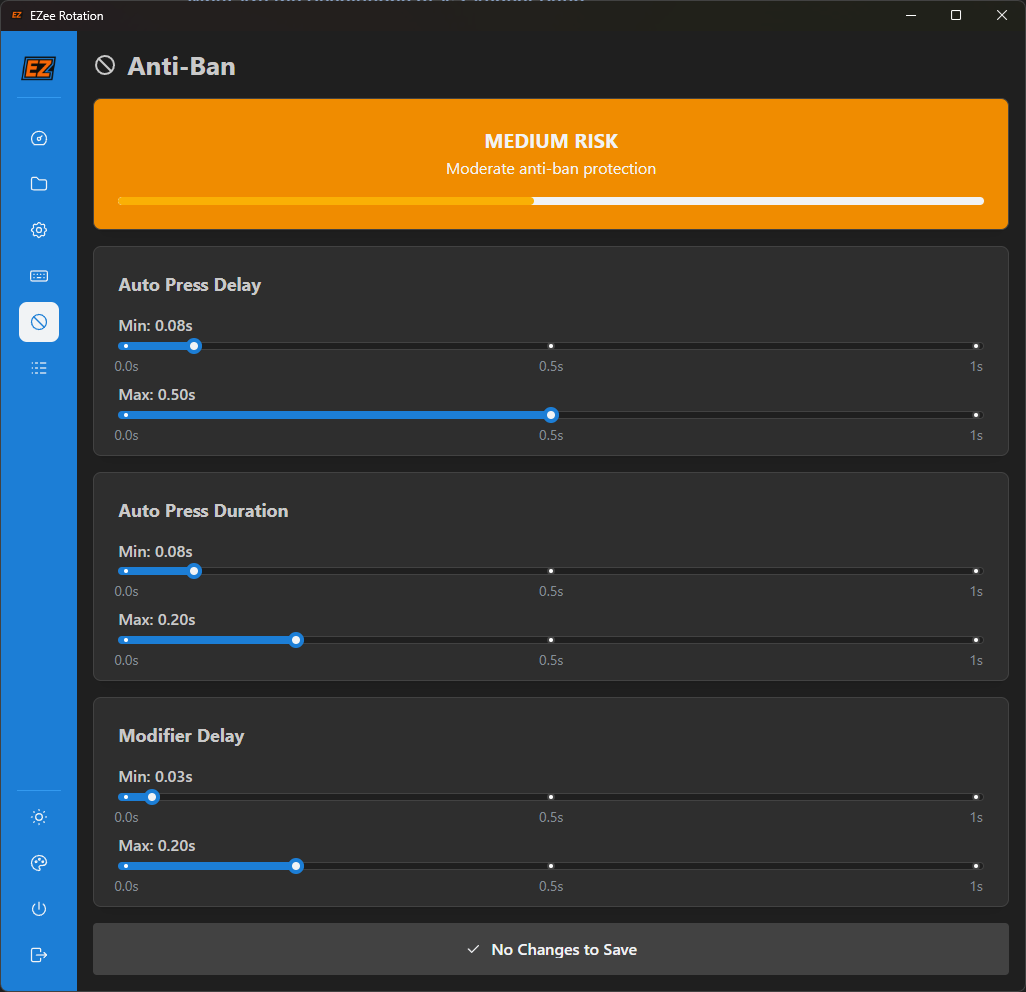 EZ EZee Rotation
EZ
Anti-Ban
MEDIUM RISK
Moderate anti-ban protection
Auto Press Delay
Min: 0.08s
0.0s 0.5s 1s
Max: 0.50s
0.0s 0.5s 1s
Auto Press Duration
Min: 0.08s
0.0s 0.5s 1s
Max: 0.20s
0.0s 0.5s 1s
Modifier Delay
Min: 0.03s
0.0s 0.5s 1s
Max: 0.20s
0.0s 0.5s 1s
No Changes to Save